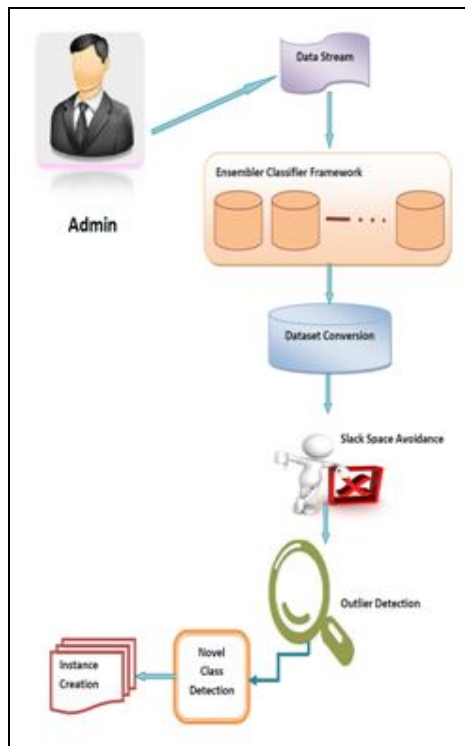 Data Stream
Admin
Ensembler Classifier Framework
Dataset Conversion
Slack Space Avoidance
Outlier Detection
Novel
Class
Detection
Instance
Creation